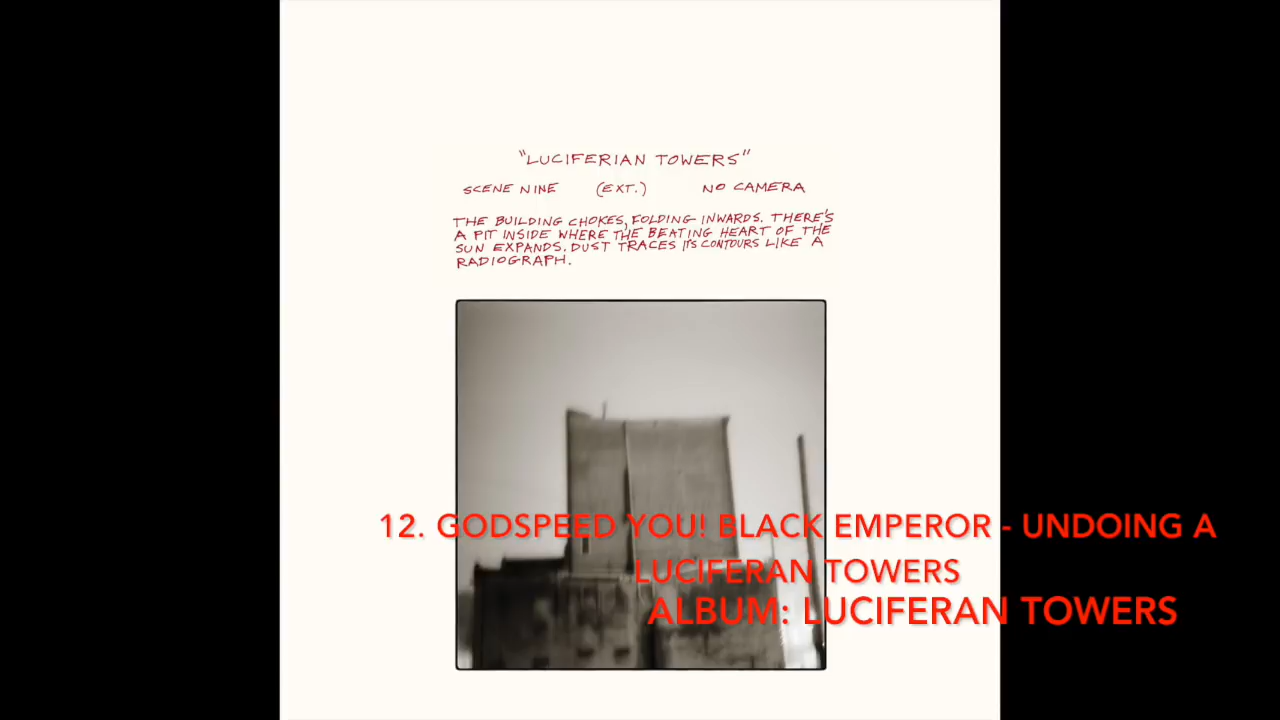 "LUCIFERIAN TOWERS"
SCENE NINE (EXT.) NO CAMERA
THE BUILDING CHOKES, FOLDING INWARDS. THERE'S
A PIT INSIDE WHERE THE BEATING HEART OF THE
SUN EXPANDS. DUST TRACES ITS CONTOURS LIKE A
RADIOGRAPH.
12. GODSPEED YOU! BLACK EMPEROR - UNDOING A
LUCIFERAN TOWERS
ALBUM: LUCIFERAN TOWERS